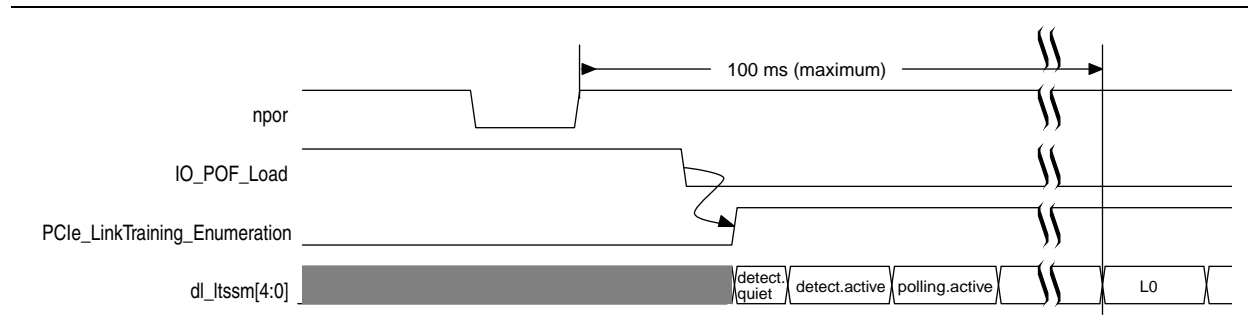 100 ms (maximum)
npor
IO_POF_Load
PCIe_LinkTraining_Enumeration
dl_ltssm[4:0]
detect.
quiet
detect.active
polling.active
L0